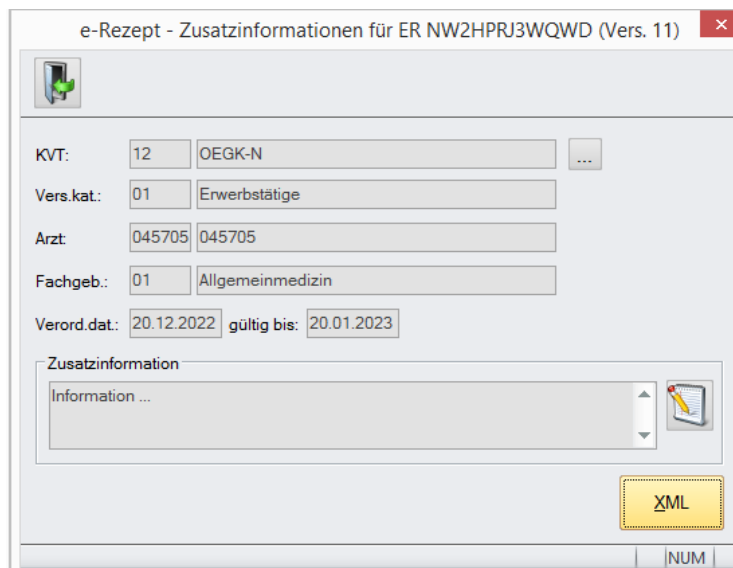 e-Rezept - Zusatzinformationen für ER NW2HPRJ3WQWD (Vers. 11)
KVT: 12 OEGK-N ...
Vers.kat.: 01 Erwerbstätige
Arzt: 045705 045705
Fachgeb.: 01 Allgemeinmedizin
Verord.dat.: 20.12.2022 gültig bis: 20.01.2023
Zusatzinformation
Information ...
XML
NUM